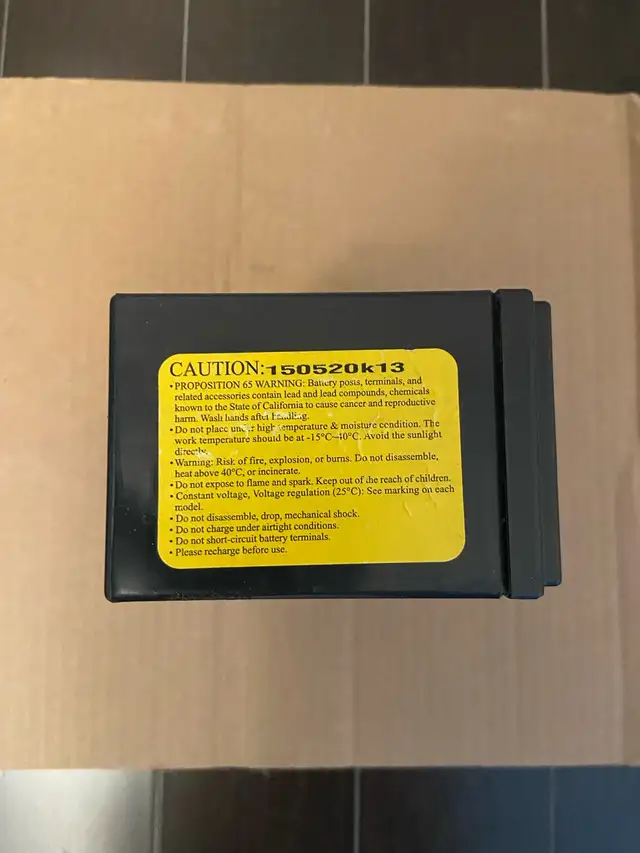 CAUTION:150520k13
• PROPOSITION 65 WARNING: Battery posts, terminals, and
related accessories contain lead and lead compounds, chemicals
known to the State of California to cause cancer and reproductive
harm. Wash hands after handling.
• Do not place under high temperature & moisture condition. The
work temperature should be at -15°C~40°C. Avoid the sunlight
directly.
• Warning: Risk of fire, explosion, or burns. Do not disassemble,
heat above 40°C, or incinerate.
• Do not expose to flame and spark. Keep out of the reach of children.
• Constant voltage, Voltage regulation (25°C): See marking on each
model.
• Do not disassemble, drop, mechanical shock.
• Do not charge under airtight conditions.
• Do not short-circuit battery terminals.
• Please recharge before use.